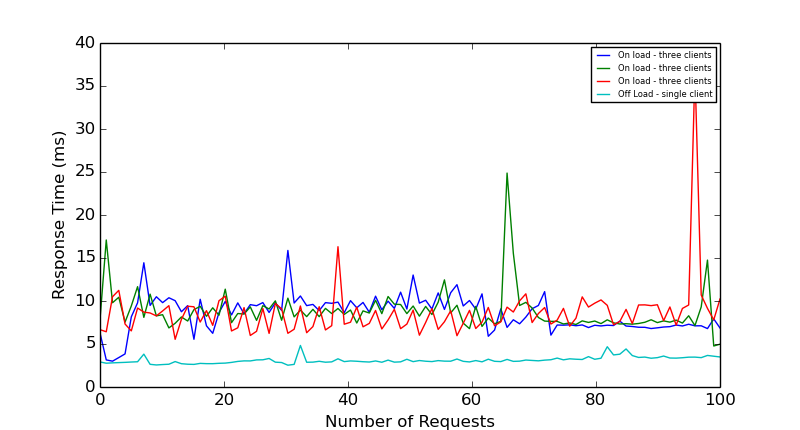 40
35
30
25
20
15
10
5
0
Response Time (ms)
On load - three clients
On load - three clients
On load - three clients
Off Load - single client
0 20 40 60 80 100
Number of Requests